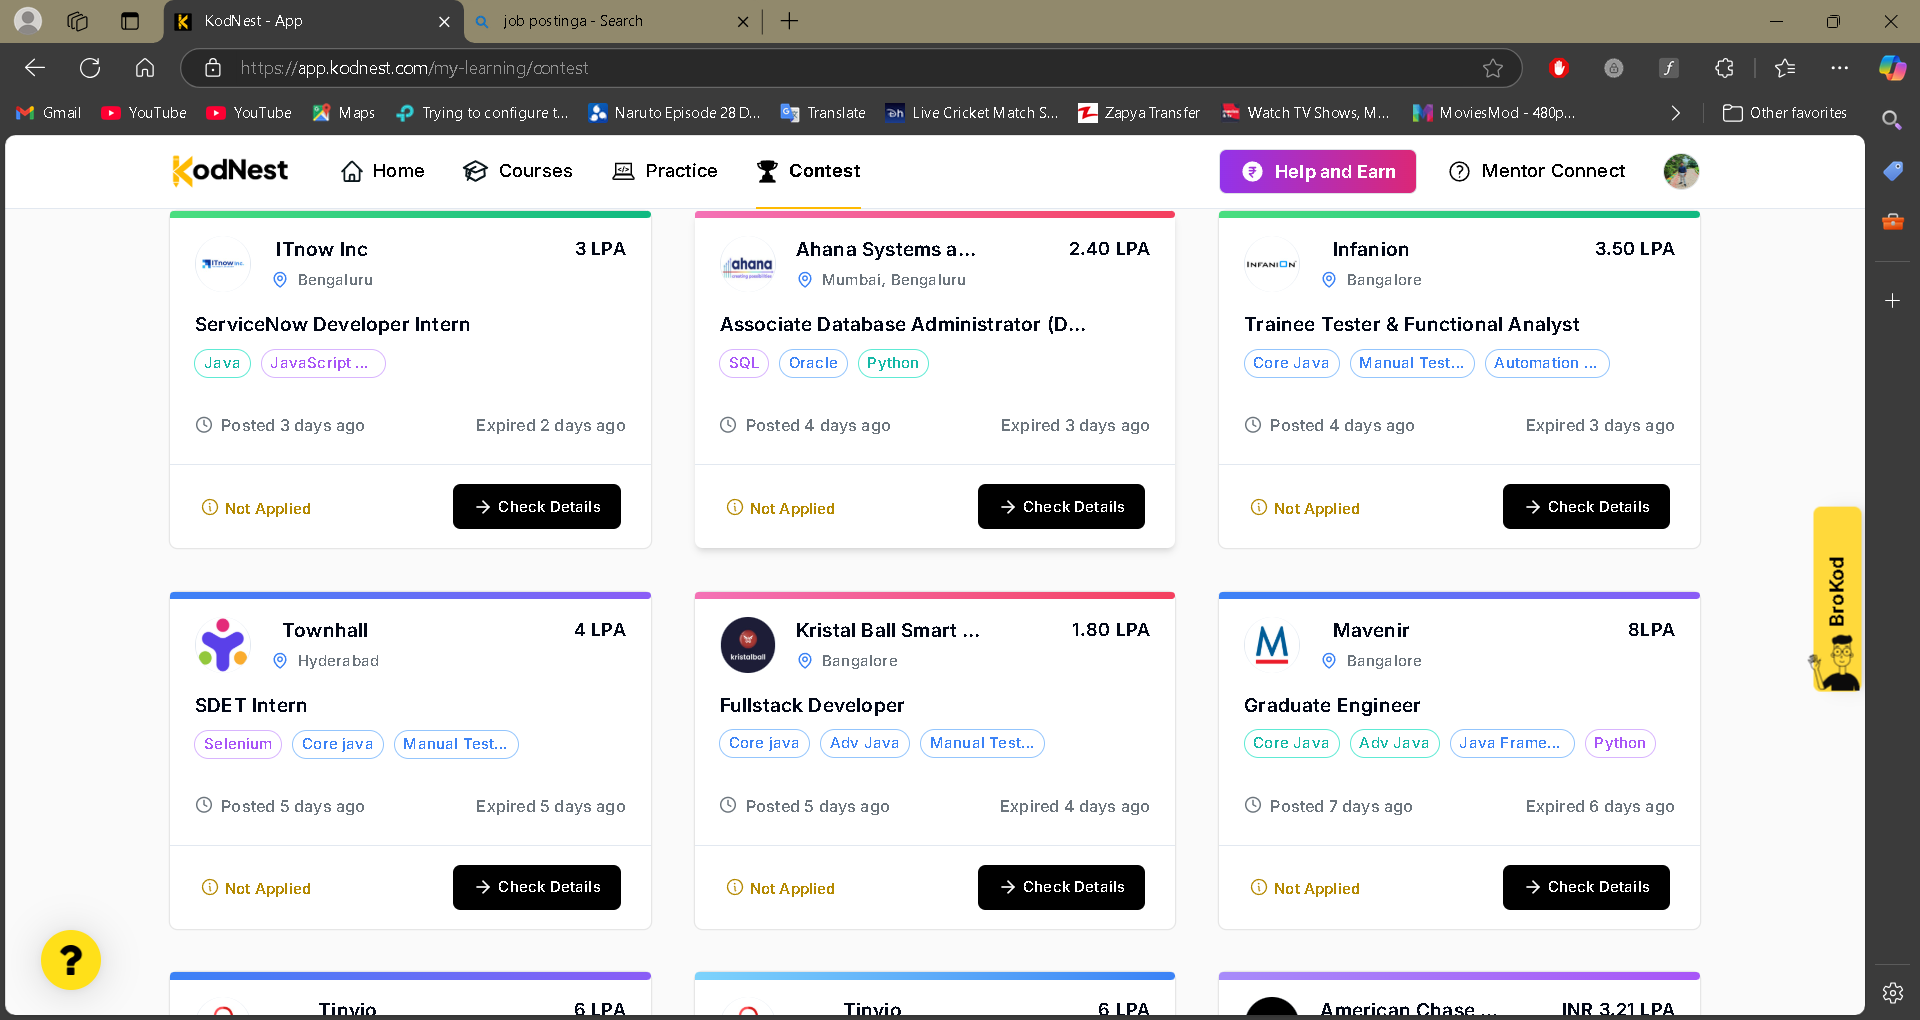 KodNest - App
job postinga - Search
https://app.kodnest.com/my-learning/contest
Gmail
YouTube
YouTube
Maps
Trying to configure t...
Naruto Episode 28 D...
Translate
Live Cricket Match S...
Zapya Transfer
Watch TV Shows, M...
MoviesMod - 480p...
Other favorites
KodNest
Home
Courses
Practice
Contest
Help and Earn
Mentor Connect
ITnow Inc.
ITnow Inc
3 LPA
Bengaluru
ServiceNow Developer Intern
Java
JavaScript ...
Posted 3 days ago
Expired 2 days ago
Not Applied
Check Details
ahana
creating possibilities
Ahana Systems a...
2.40 LPA
Mumbai, Bengaluru
Associate Database Administrator (D...
SQL
Oracle
Python
Posted 4 days ago
Expired 3 days ago
Not Applied
Check Details
INFANION
Infanion
3.50 LPA
Bangalore
Trainee Tester & Functional Analyst
Core Java
Manual Test...
Automation ...
Posted 4 days ago
Expired 3 days ago
Not Applied
Check Details
Townhall
4 LPA
Hyderabad
SDET Intern
Selenium
Core java
Manual Test...
Posted 5 days ago
Expired 5 days ago
Not Applied
Check Details
kristalball
Kristal Ball Smart ...
1.80 LPA
Bangalore
Fullstack Developer
Core java
Adv Java
Manual Test...
Posted 5 days ago
Expired 4 days ago
Not Applied
Check Details
M
Mavenir
8LPA
Bangalore
Graduate Engineer
Core Java
Adv Java
Java Frame...
Python
Posted 7 days ago
Expired 6 days ago
Not Applied
Check Details
BroKod
?
Tinvio
6 LPA
Tinvio
6 LPA
American Chase ...
INR 3.21 LPA